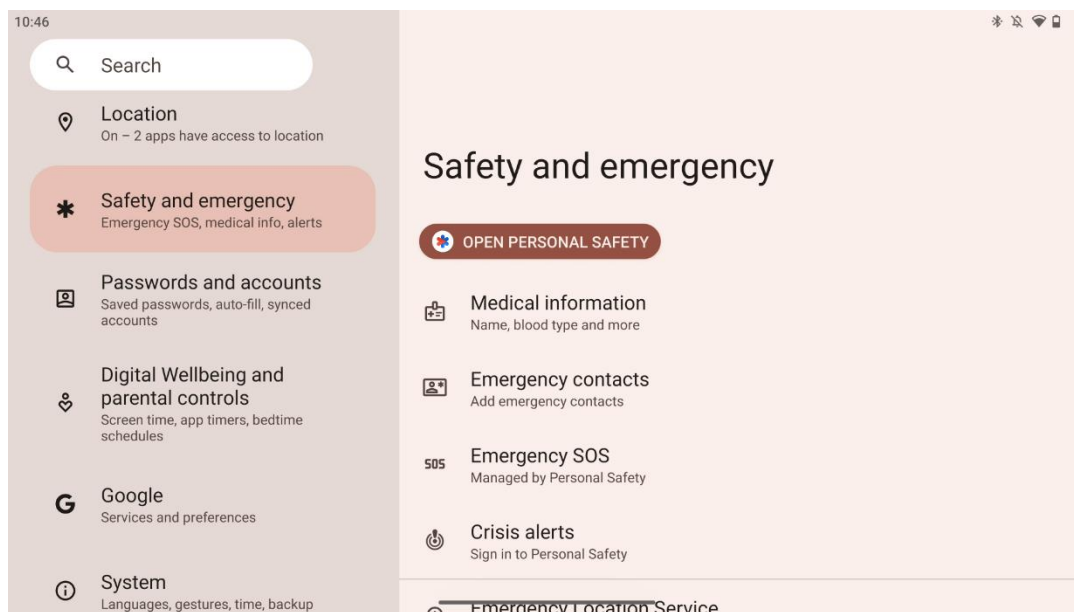 10:46
Search
Location
On – 2 apps have access to location
Safety and emergency
Emergency SOS, medical info, alerts
Passwords and accounts
Saved passwords, auto-fill, synced
accounts
Digital Wellbeing and
parental controls
Screen time, app timers, bedtime
schedules
Google
Services and preferences
System
Languages, gestures, time, backup
Safety and emergency
OPEN PERSONAL SAFETY
Medical information
Name, blood type and more
Emergency contacts
Add emergency contacts
SOS
Emergency SOS
Managed by Personal Safety
Crisis alerts
Sign in to Personal Safety
Emergency Location Service